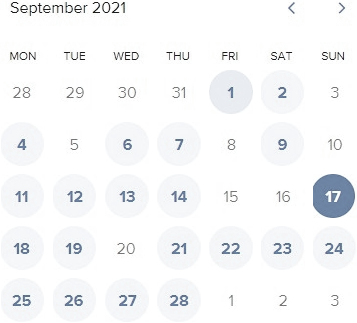 September 2021
MON TUE WED THU FRI SAT SUN
28 29 30 31 1 2 3
4 5 6 7 8 9 10
11 12 13 14 15 16 17
18 19 20 21 22 23 24
25 26 27 28 1 2 3